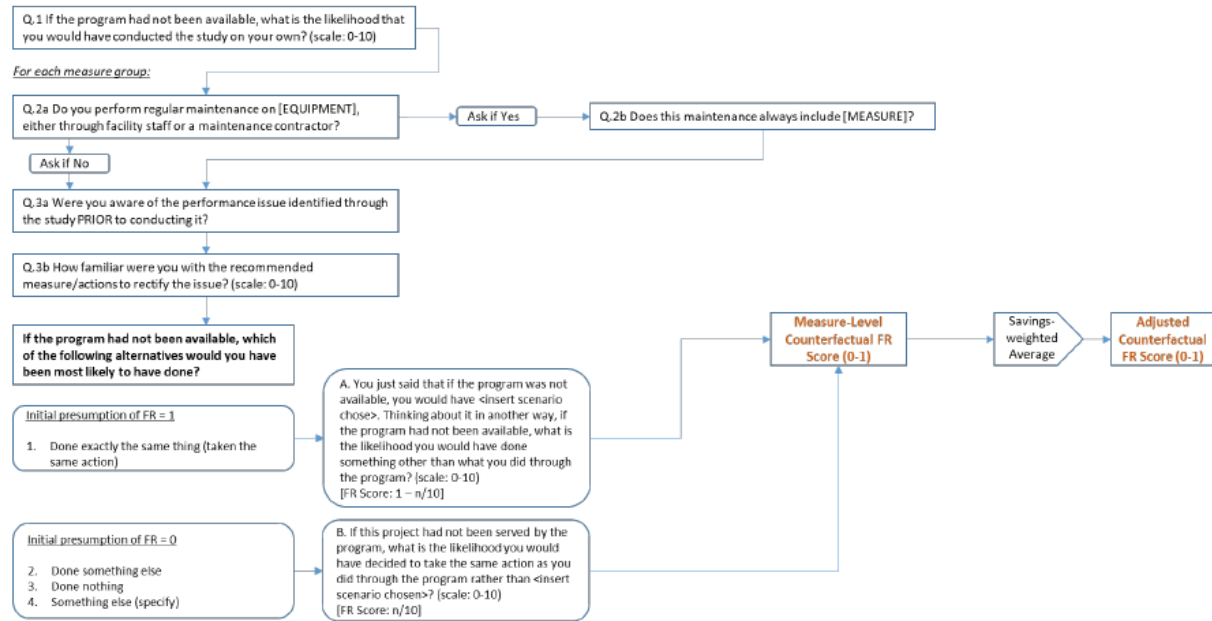 Q.1 If the program had not been available, what is the likelihood that
you would have conducted the study on your own? (scale: 0-10)
For each measure group:
Q.2a Do you perform regular maintenance on [EQUIPMENT],
either through facility staff or a maintenance contractor?
Ask if Yes
Q.2b Does this maintenance always include [MEASURE]?
Ask if No
Q.3a Were you aware of the performance issue identified through
the study PRIOR to conducting it?
Q.3b How familiar were you with the recommended
measure/actions to rectify the issue? (scale: 0-10)
If the program had not been available, which
of the following alternatives would you have
been most likely to have done?
Measure-Level
Counterfactual FR
Score (0-1)
Savings-
weighted
Average
Adjusted
Counterfactual
FR Score (0-1)
Initial presumption of FR = 1
1. Done exactly the same thing (taken the
same action)
A. You just said that if the program was not
available, you would have <insert scenario
chose>. Thinking about it in another way, if
the program had not been available, what is
the likelihood you would have done
something other than what you did through
the program? (scale: 0-10)
[FR Score: 1 – n/10]
Initial presumption of FR = 0
2. Done something else
3. Done nothing
4. Something else (specify)
B. If this project had not been served by the
program, what is the likelihood you would
have decided to take the same action as you
did through the program rather than <insert
scenario chosen>? (scale: 0-10)
[FR Score: n/10]